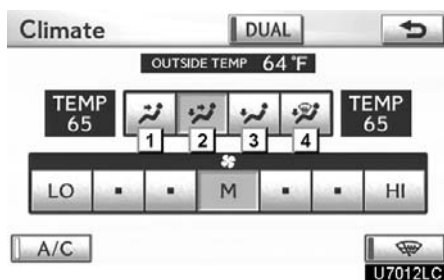 Climate DUAL
OUTSIDE TEMP 64 °F
TEMP 65
TEMP 65
1 2 3 4
LO M HI
A/C
U7012LC